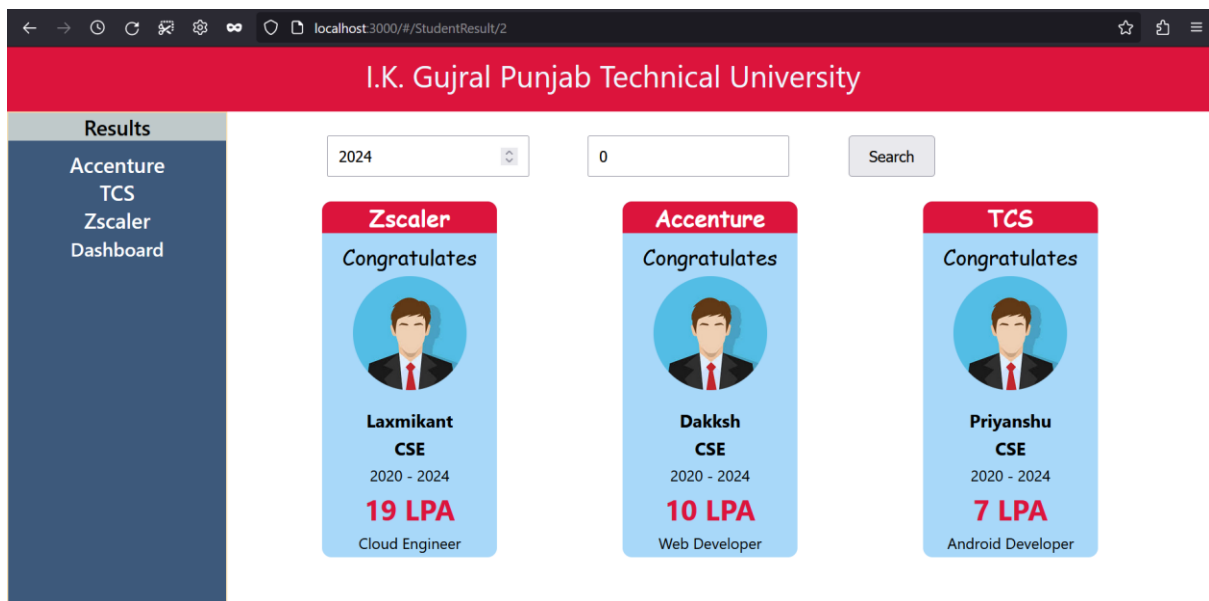 localhost:3000/#/StudentResult/2
I.K. Gujral Punjab Technical University
Results
Accenture
TCS
Zscaler
Dashboard
2024
0
Search
Zscaler
Congratulates
Laxmikant
CSE
2020 - 2024
19 LPA
Cloud Engineer
Accenture
Congratulates
Dakksh
CSE
2020 - 2024
10 LPA
Web Developer
TCS
Congratulates
Priyanshu
CSE
2020 - 2024
7 LPA
Android Developer